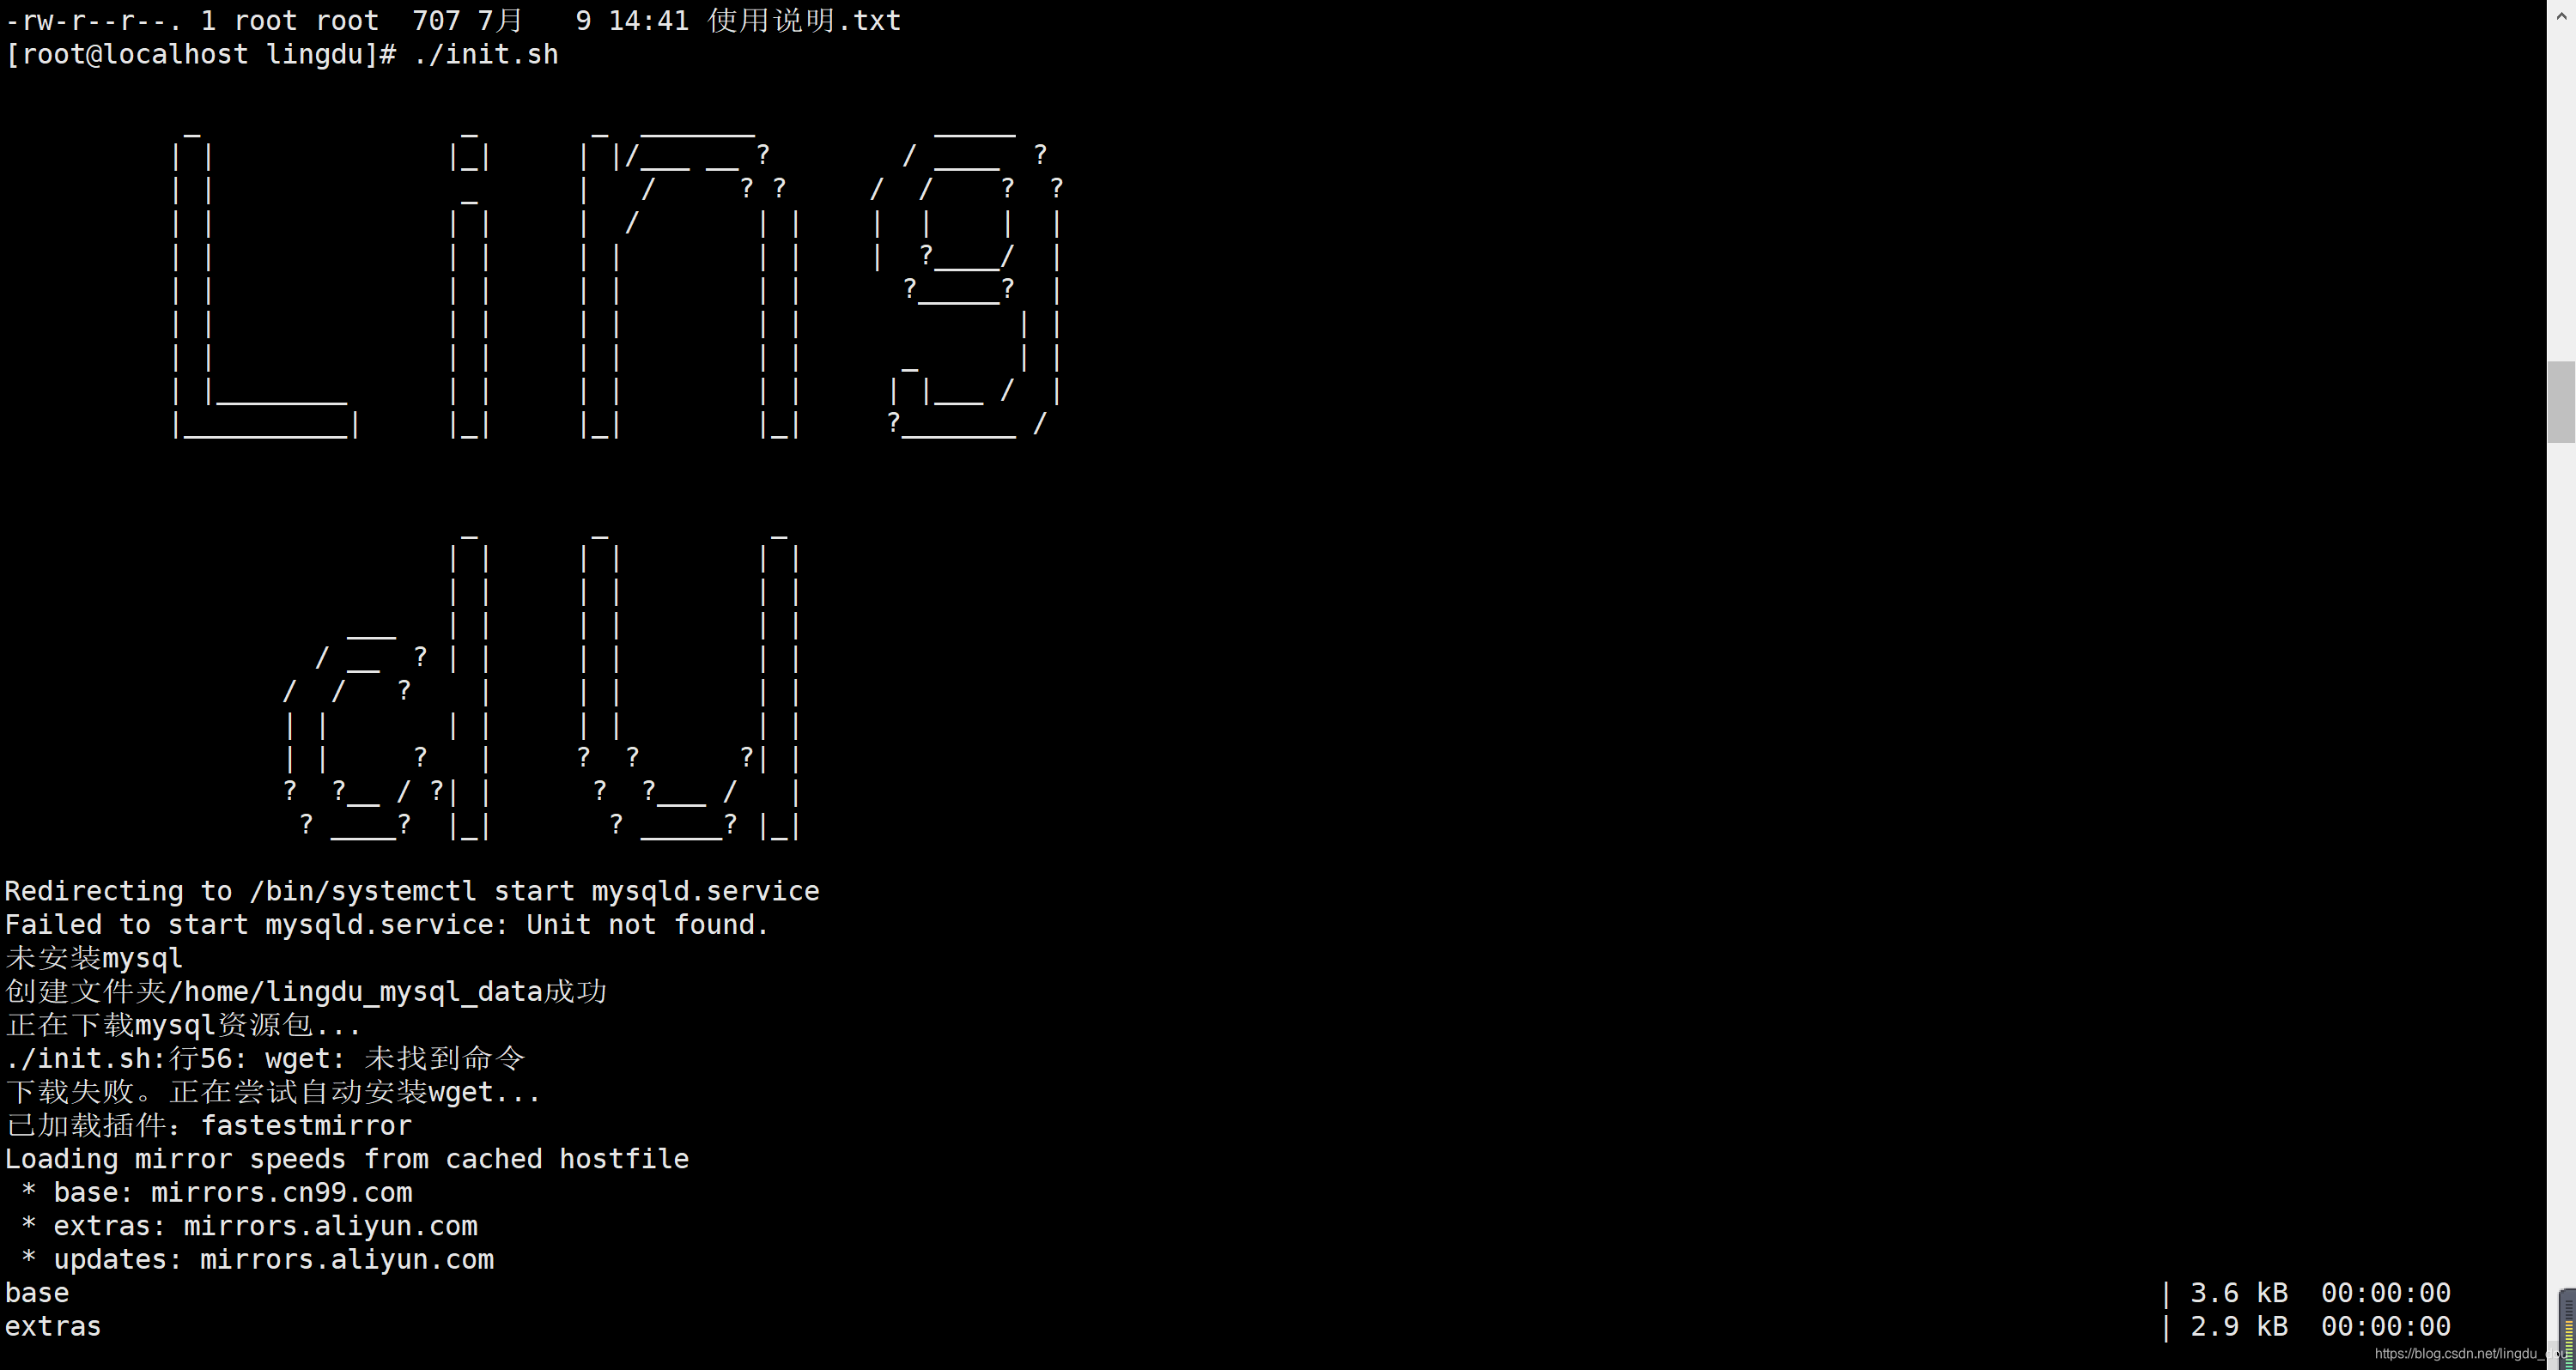 -rw-r--r--. 1 root root  707 7月   9 14:41 使用说明.txt
[root@localhost lingdu]# ./init.sh
Ling
du
Redirecting to /bin/systemctl start mysqld.service
Failed to start mysqld.service: Unit not found.
未安装mysql
创建文件夹/home/lingdu_mysql_data成功
正在下载mysql资源包...
./init.sh:行56: wget: 未找到命令
下载失败。正在尝试自动安装wget...
已加载插件：fastestmirror
Loading mirror speeds from cached hostfile
 * base: mirrors.cn99.com
 * extras: mirrors.aliyun.com
 * updates: mirrors.aliyun.com
base | 3.6 kB  00:00:00
extras | 2.9 kB  00:00:00